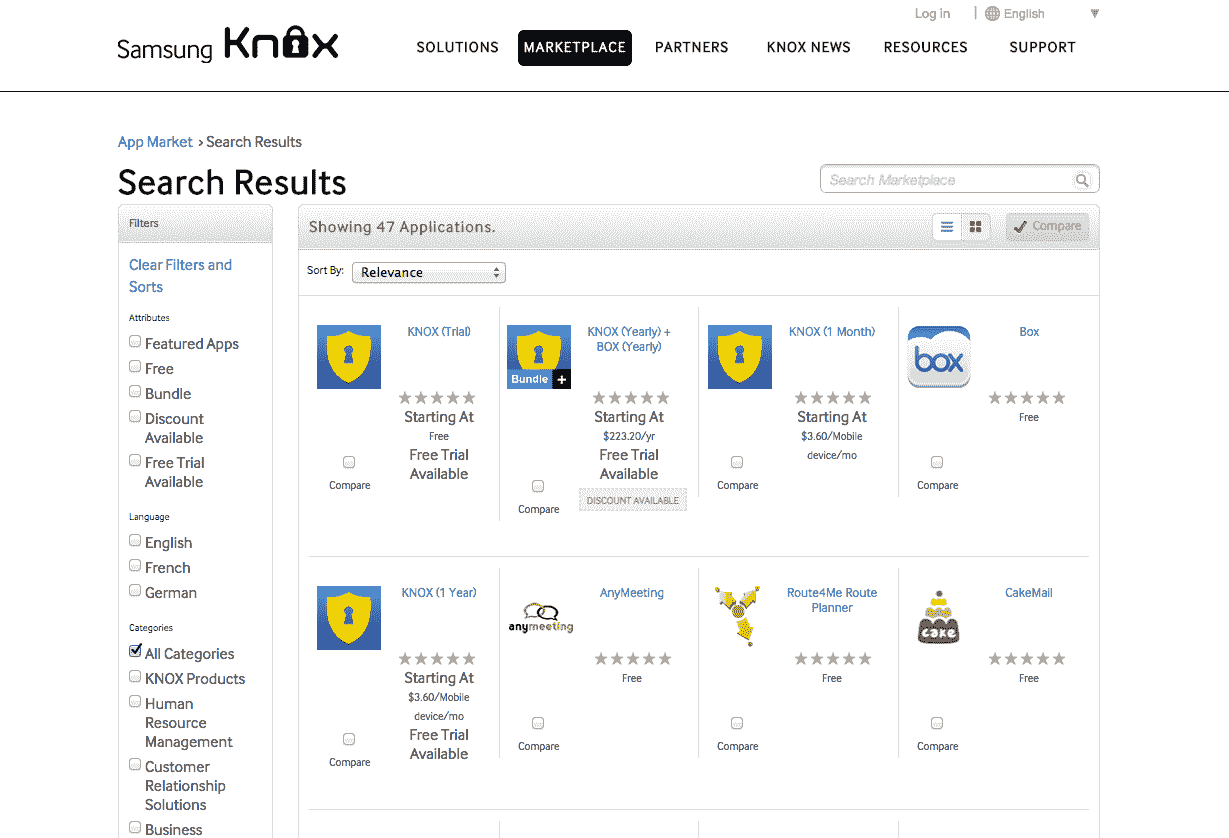 Log in | English
Samsung Knox
SOLUTIONS MARKETPLACE PARTNERS KNOX NEWS RESOURCES SUPPORT
App Market › Search Results
Search Results
Search Marketplace
Filters
Clear Filters and
Sorts
Attributes
Featured Apps
Free
Bundle
Discount
Available
Free Trial
Available
Language
English
French
German
Categories
All Categories
KNOX Products
Human
Resource
Management
Customer
Relationship
Solutions
Business
Showing 47 Applications.
Compare
Sort By: Relevance
KNOX (Trial)
Starting At
Free
Free Trial
Available
Compare
Bundle +
KNOX (Yearly) +
BOX (Yearly)
Starting At
$223.20/yr
Free Trial
Available
DISCOUNT AVAILABLE
Compare
KNOX (1 Month)
Starting At
$3.60/Mobile
device/mo
Compare
box
Box
Free
Compare
KNOX (1 Year)
Starting At
$3.60/Mobile
device/mo
Free Trial
Available
Compare
anymeeting
AnyMeeting
Free
Compare
Route4Me Route
Planner
Free
Compare
cake
CakeMail
Free
Compare